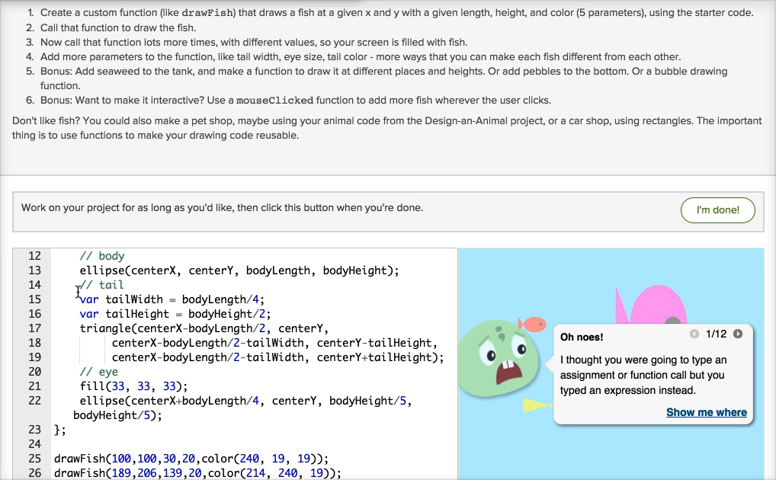 1. Create a custom function (like drawFish) that draws a fish at a given x and y with a given length, height, and color (5 parameters), using the starter code.
2. Call that function to draw the fish.
3. Now call that function lots more times, with different values, so your screen is filled with fish.
4. Add more parameters to the function, like tail width, eye size, tail color - more ways that you can make each fish different from each other.
5. Bonus: Add seaweed to the tank, and make a function to draw it at different places and heights. Or add pebbles to the bottom. Or a bubble drawing
function.
6. Bonus: Want to make it interactive? Use a mouseClicked function to add more fish wherever the user clicks.
Don't like fish? You could also make a pet shop, maybe using your animal code from the Design-an-Animal project, or a car shop, using rectangles. The important
thing is to use functions to make your drawing code reusable.
Work on your project for as long as you'd like, then click this button when you're done.
I'm done!
12 // body
13 ellipse(centerX, centerY, bodyLength, bodyHeight);
14 // tail
15 var tailWidth = bodyLength/4;
16 var tailHeight = bodyHeight/2;
17 triangle(centerX-bodyLength/2, centerY,
18 centerX-bodyLength/2-tailWidth, centerY-tailHeight,
19 centerX-bodyLength/2-tailWidth, centerY+tailHeight);
20 // eye
21 fill(33, 33, 33);
22 ellipse(centerX+bodyLength/4, centerY, bodyHeight/5,
bodyHeight/5);
23 };
24
25 drawFish(100,100,30,20,color(240, 19, 19));
26 drawFish(189,206,139,20,color(214, 240, 19));
Oh noes! 1/12
I thought you were going to type an
assignment or function call but you
typed an expression instead.
Show me where